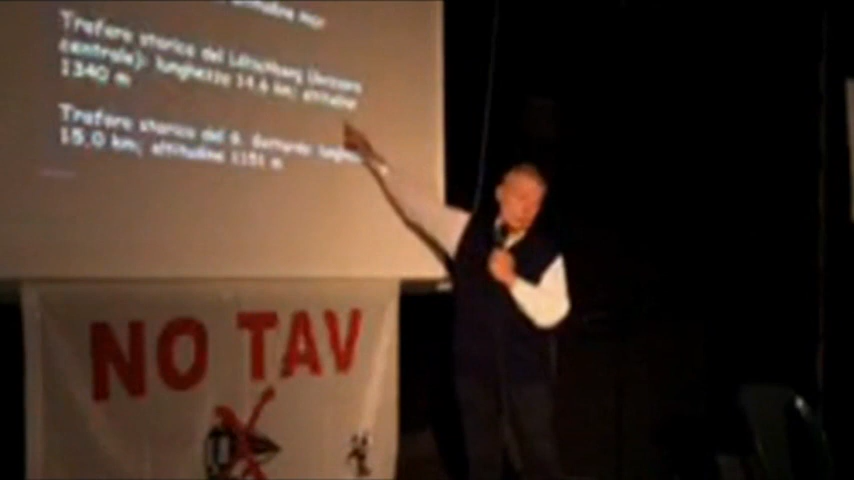 Traforo storico del Lötschberg (Svizzera
centrale): lunghezza 14,6 km; altitudine
1340 m
Traforo storico del S. Gottardo: lunghezza
15,0 km; altitudine 1151 m
NO TAV